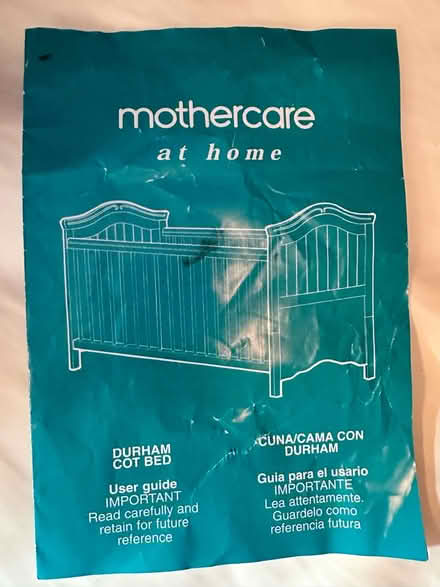 mothercare
at home
DURHAM
COT BED
User guide
IMPORTANT
Read carefully and
retain for future
reference
CUNA/CAMA CON
DURHAM
Guia para el usario
IMPORTANTE
Lea attentamente.
Guardelo como
referencia futura